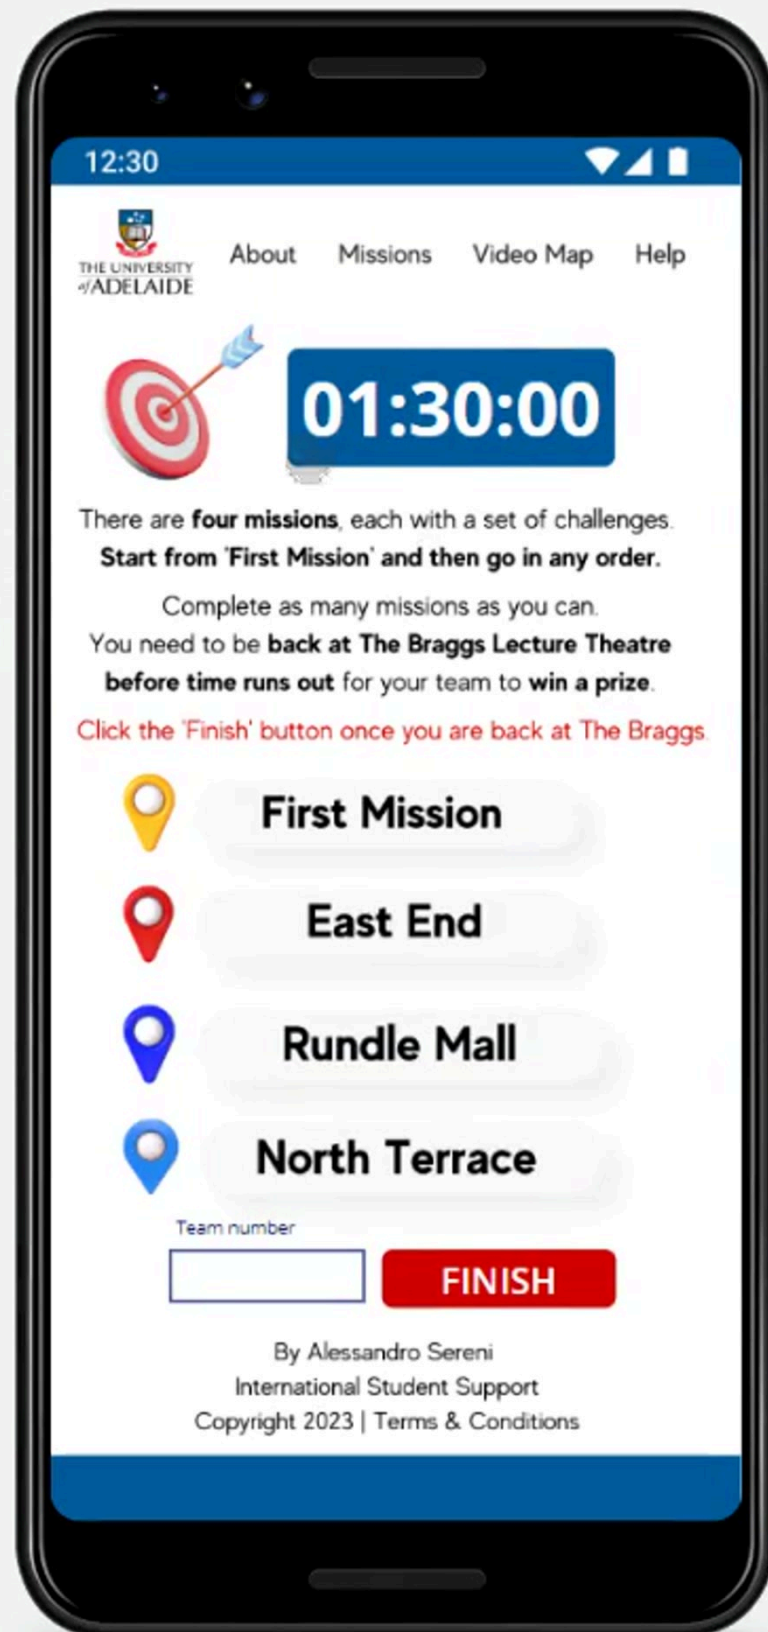 12:30
THE UNIVERSITY
of ADELAIDE
About Missions Video Map Help
01:30:00
There are four missions, each with a set of challenges.
Start from 'First Mission' and then go in any order.
Complete as many missions as you can.
You need to be back at The Braggs Lecture Theatre
before time runs out for your team to win a prize.
Click the 'Finish' button once you are back at The Braggs.
First Mission
East End
Rundle Mall
North Terrace
Team number
FINISH
By Alessandro Sereni
International Student Support
Copyright 2023 | Terms & Conditions